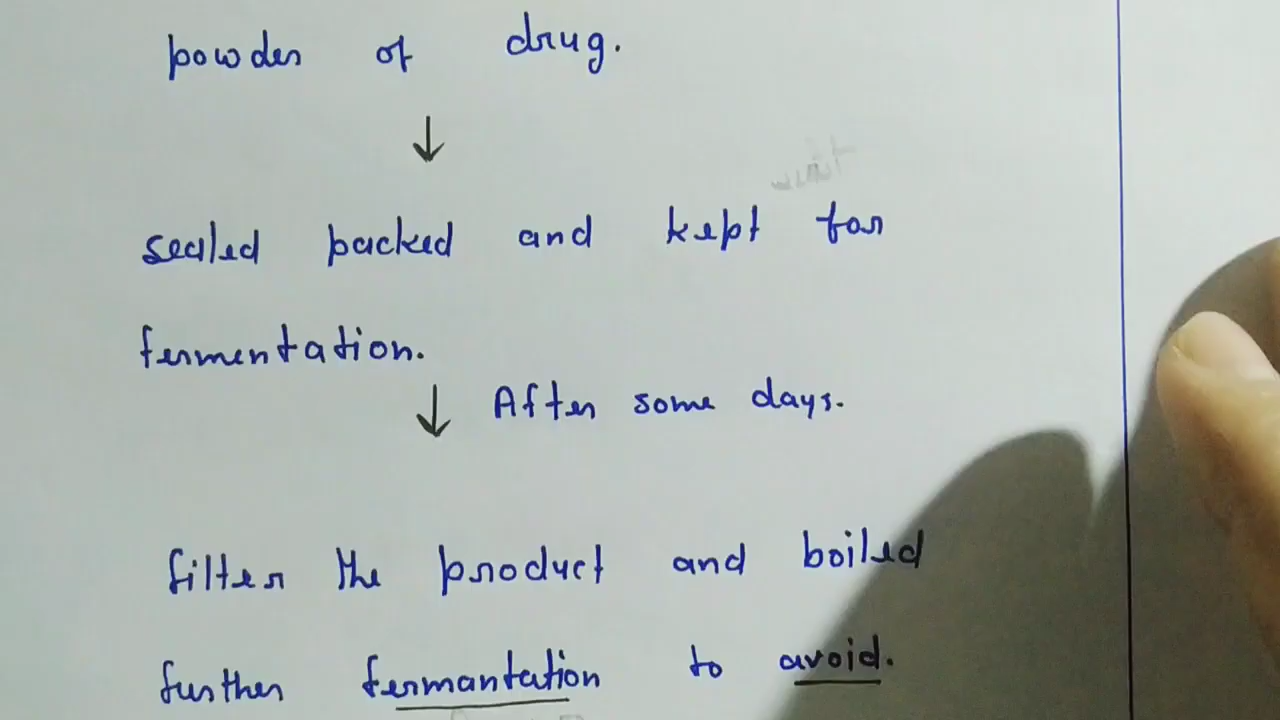 powder of drug.
↓
sealed packed and kept for
fermentation.
↓ After some days.
filter the product and boiled
further fermantation to avoid.